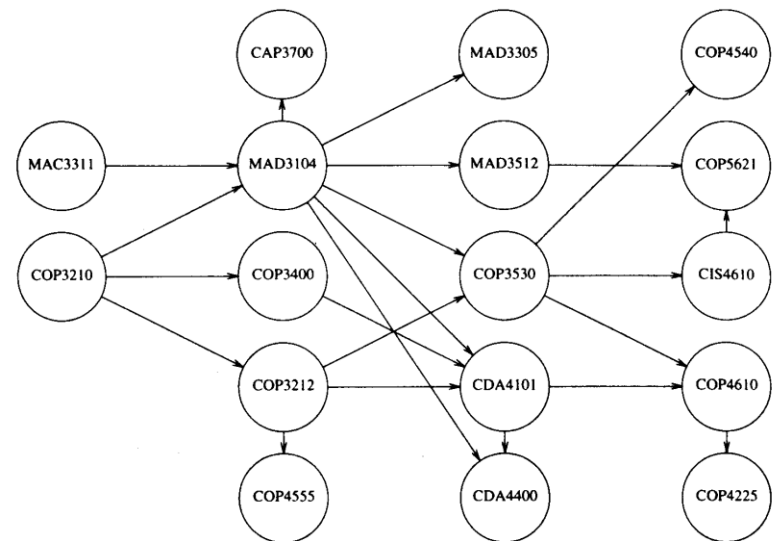 CAP3700
MAD3305
COP4540
MAC3311
MAD3104
MAD3512
COP5621
COP3210
COP3400
COP3530
CIS4610
COP3212
CDA4101
COP4610
COP4555
CDA4400
COP4225